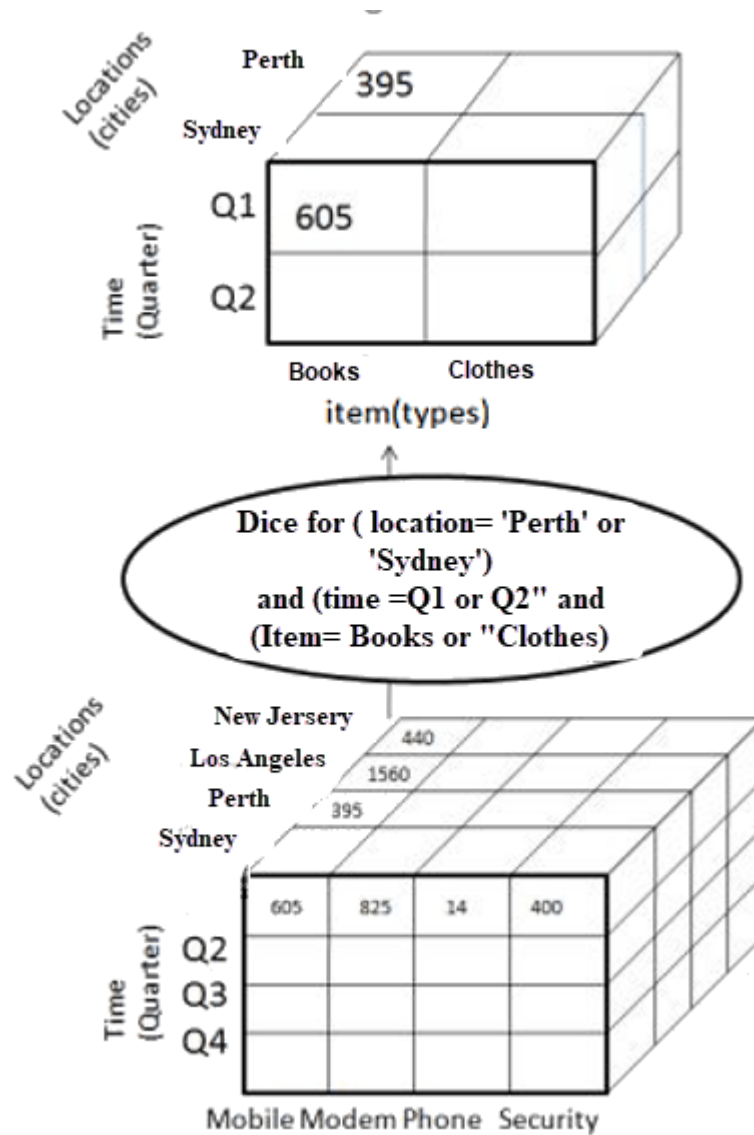 Locations
(cities)
Perth
395
Sydney
Q1
605
Time
(Quarter)
Q2
Books
Clothes
item(types)
Dice for ( location= 'Perth' or
'Sydney')
and (time =Q1 or Q2" and
(Item= Books or "Clothes)
Locations
(cities)
New Jersery
440
Los Angeles
1560
Perth
395
Sydney
605 825 14 400
Time
(Quarter)
Q2
Q3
Q4
Mobile Modem Phone Security